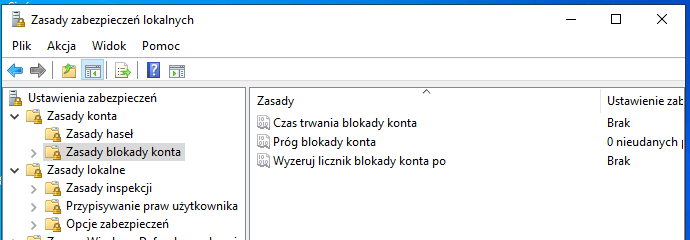 Zasady zabezpieczeń lokalnych
Plik Akcja Widok Pomoc
Ustawienia zabezpieczeń
Zasady konta
Zasady haseł
Zasady blokady konta
Zasady lokalne
Zasady inspekcji
Przypisywanie praw użytkownika
Opcje zabezpieczeń
Zasady Ustawienie zab
Czas trwania blokady konta Brak
Próg blokady konta 0 nieudanych p
Wyzeruj licznik blokady konta po Brak